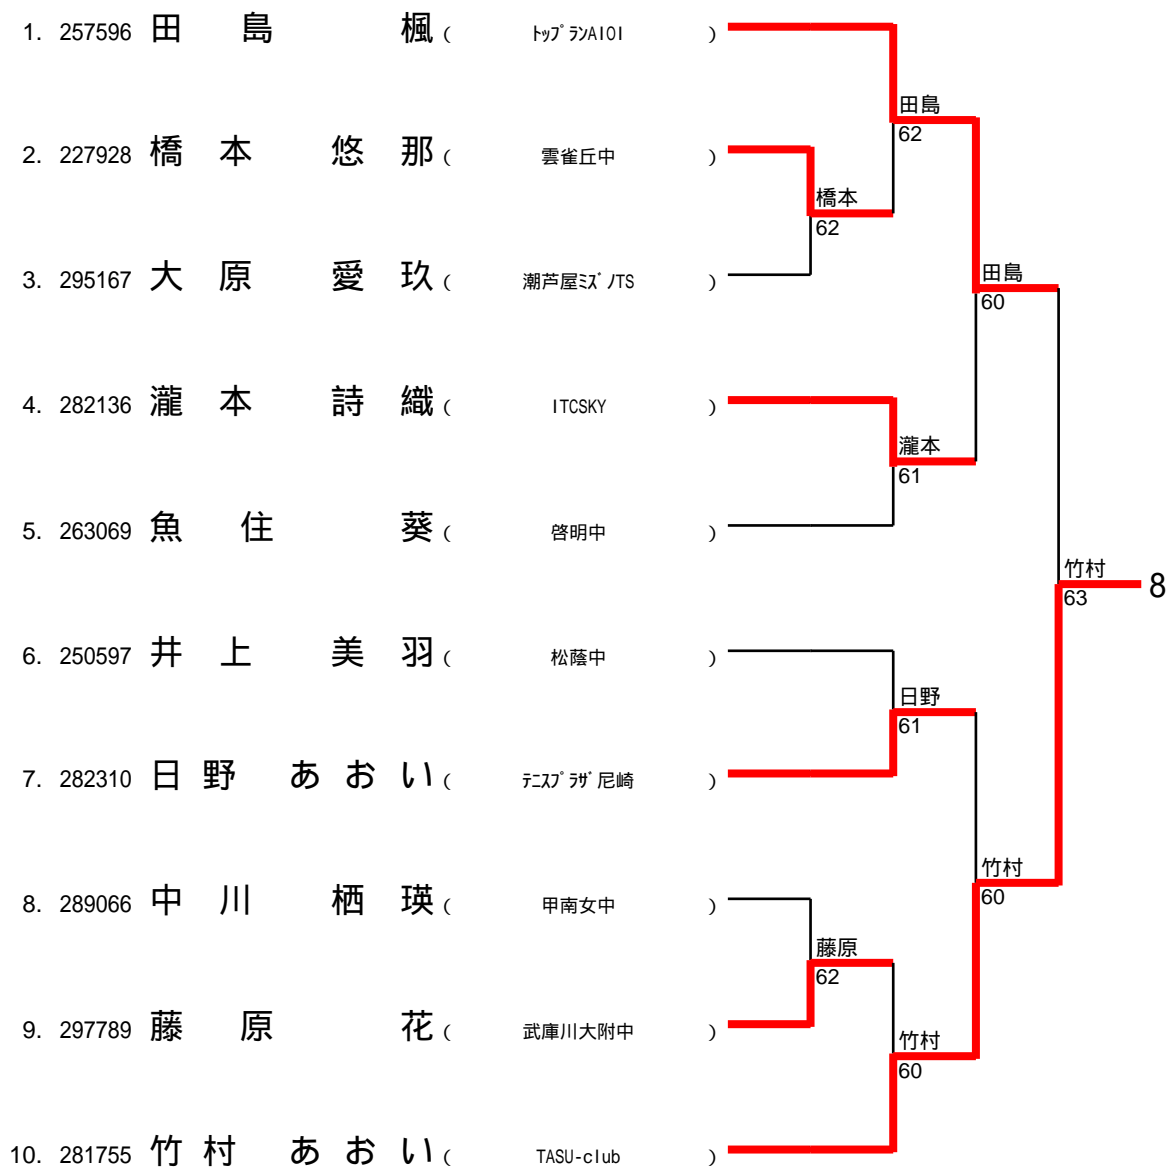 1. 257596 田島 楓 ( トップランAIOI )
田島
62
2. 227928 橋本 悠那 ( 雲雀丘中 )
橋本
62
3. 295167 大原 愛玖 ( 潮芦屋ミズノTS )
田島
60
4. 282136 瀧本 詩織 ( ITCSKY )
瀧本
61
5. 263069 魚住 葵 ( 啓明中 )
竹村
63
8
6. 250597 井上 美羽 ( 松蔭中 )
日野
61
7. 282310 日野 あおい ( テニスプラザ尼崎 )
竹村
60
8. 289066 中川 栖瑛 ( 甲南女中 )
藤原
62
9. 297789 藤原 花 ( 武庫川大附中 )
竹村
60
10. 281755 竹村 あおい ( TASU-club )